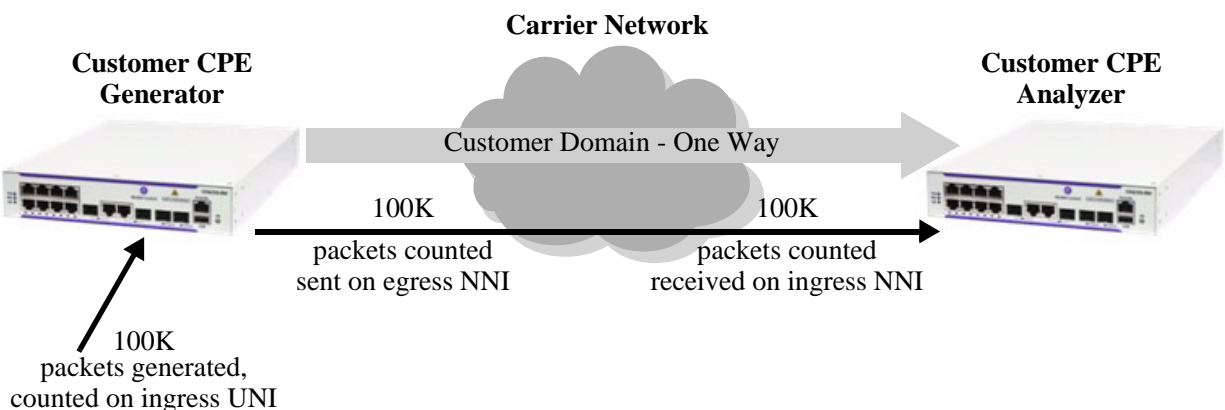 Carrier Network
Customer CPE
Generator
Customer CPE
Analyzer
Customer Domain - One Way
100K
packets counted
sent on egress NNI
100K
packets counted
received on ingress NNI
100K
packets generated,
counted on ingress UNI